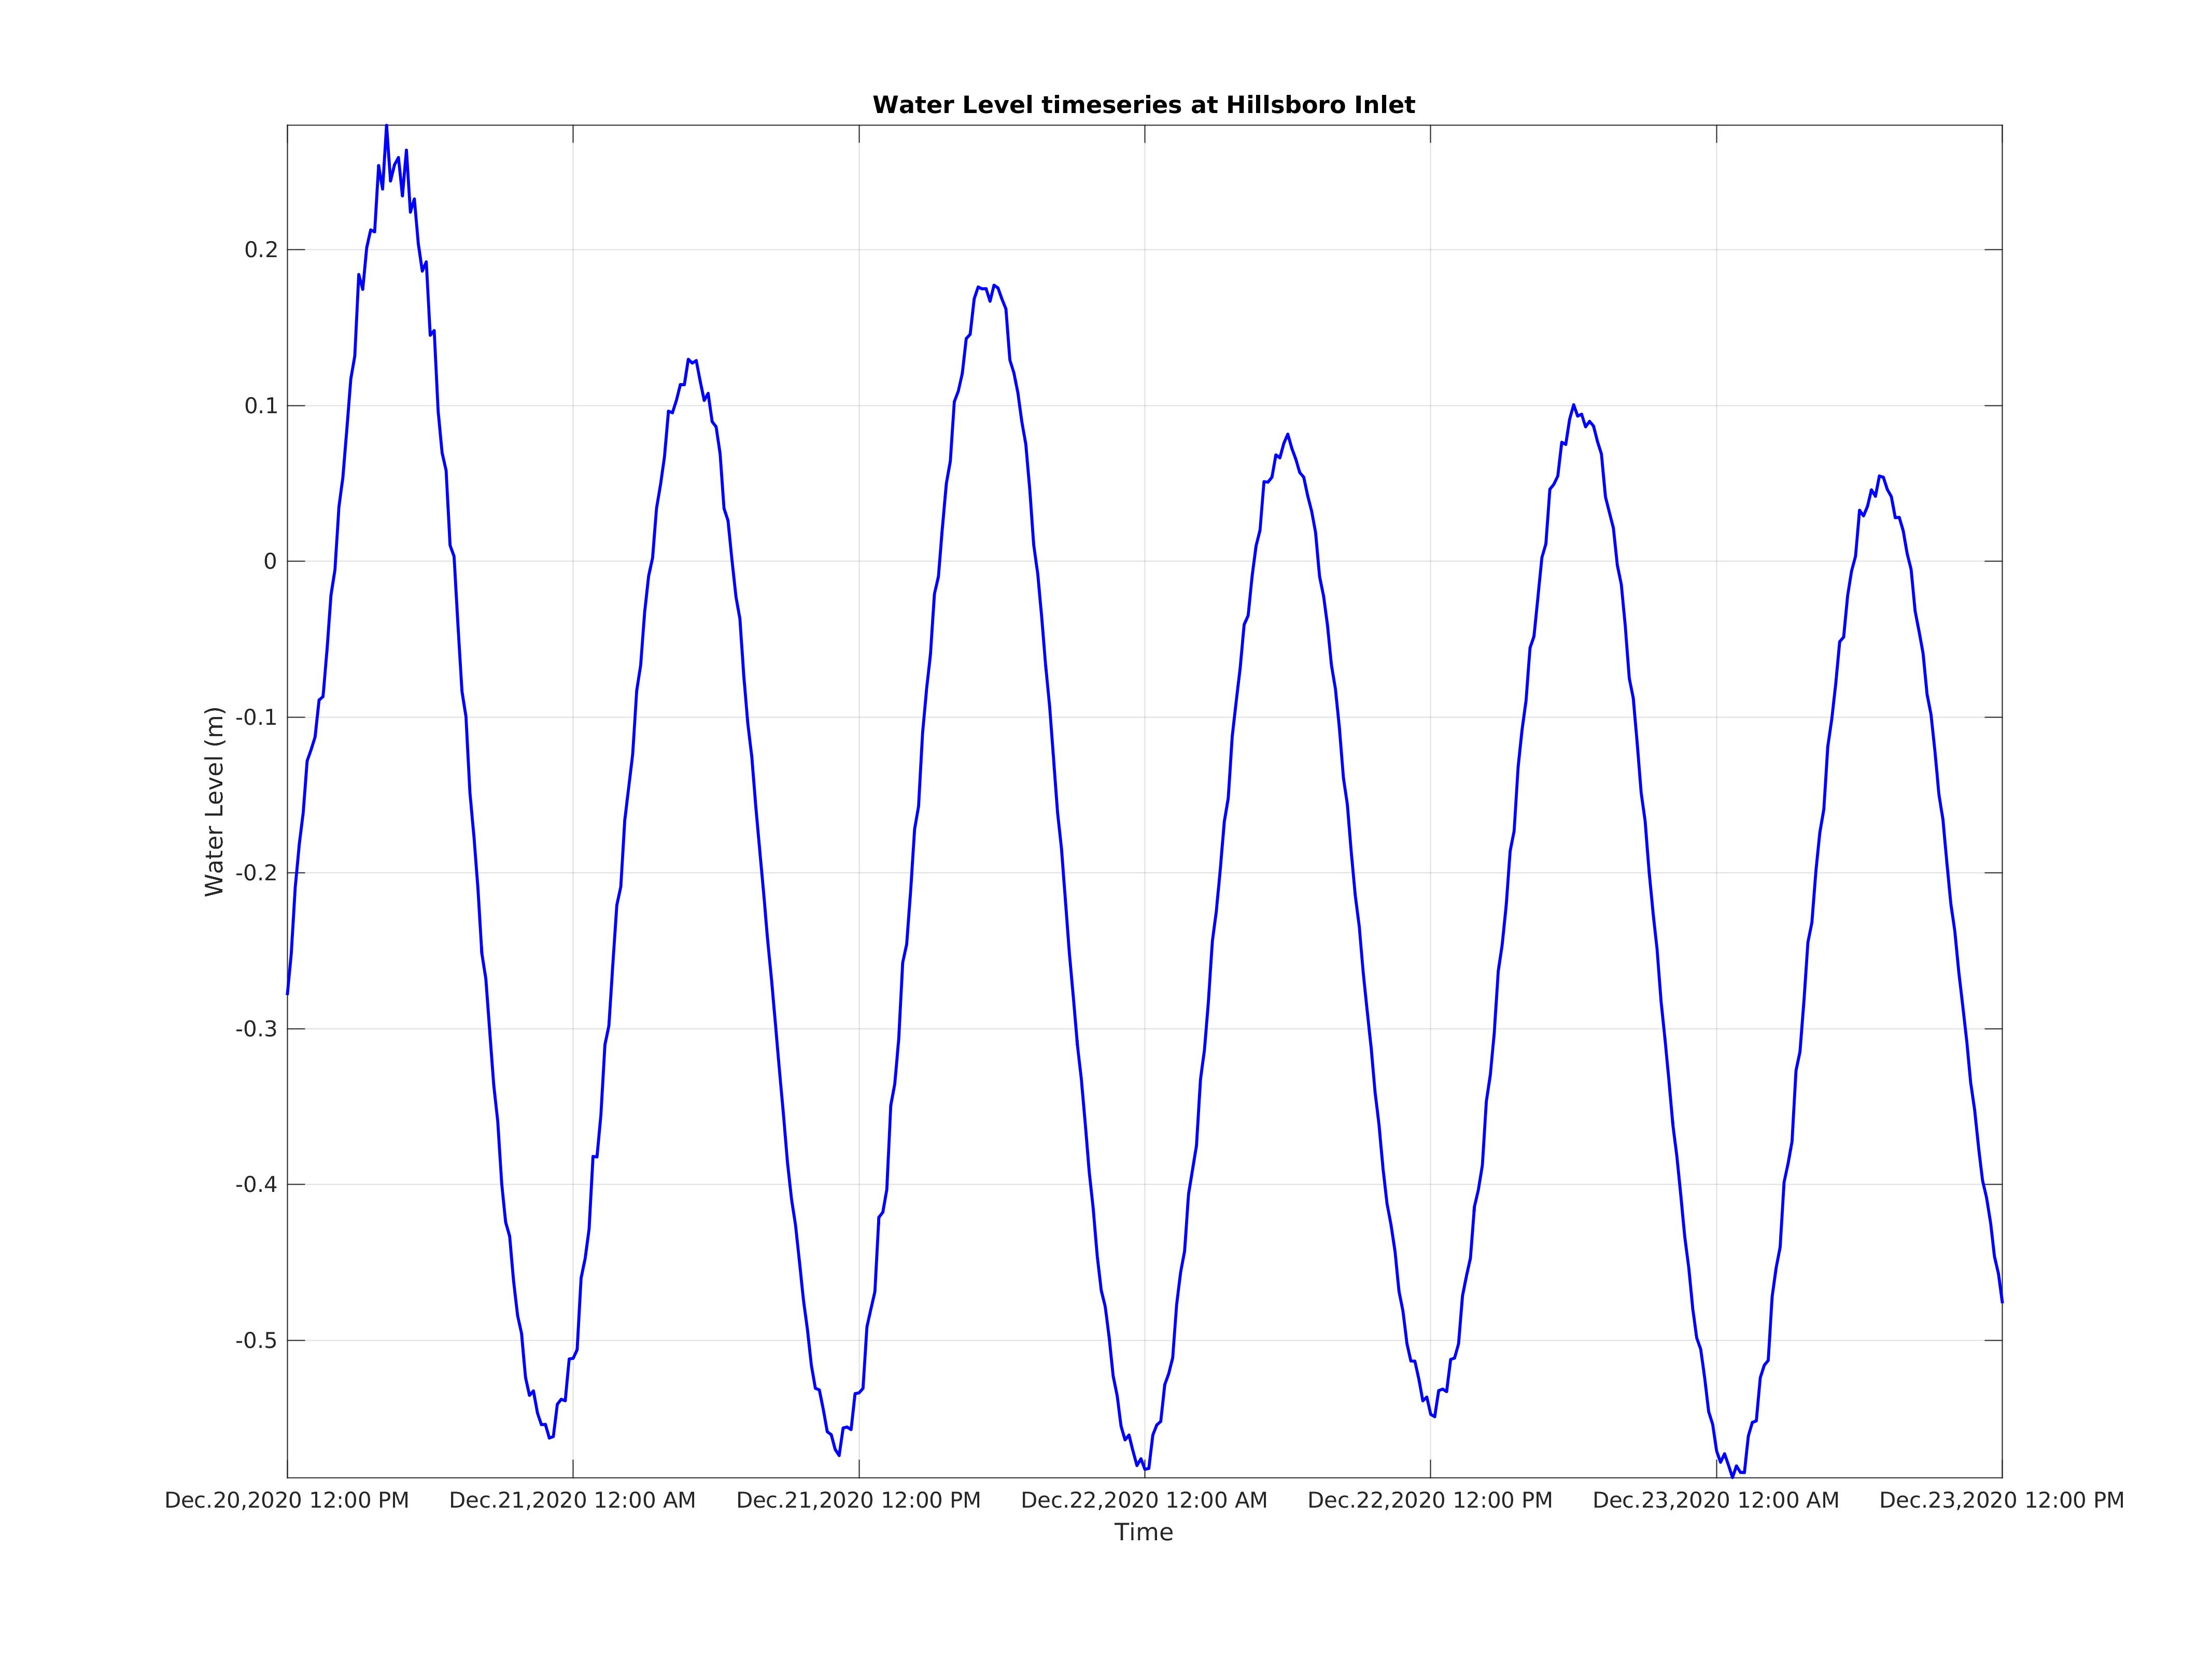 Water Level timeseries at Hillsboro Inlet
0.2
0.1
0
-0.1
-0.2
-0.3
-0.4
-0.5
Water Level (m)
Dec.20,2020 12:00 PM Dec.21,2020 12:00 AM Dec.21,2020 12:00 PM Dec.22,2020 12:00 AM Dec.22,2020 12:00 PM Dec.23,2020 12:00 AM Dec.23,2020 12:00 PM
Time